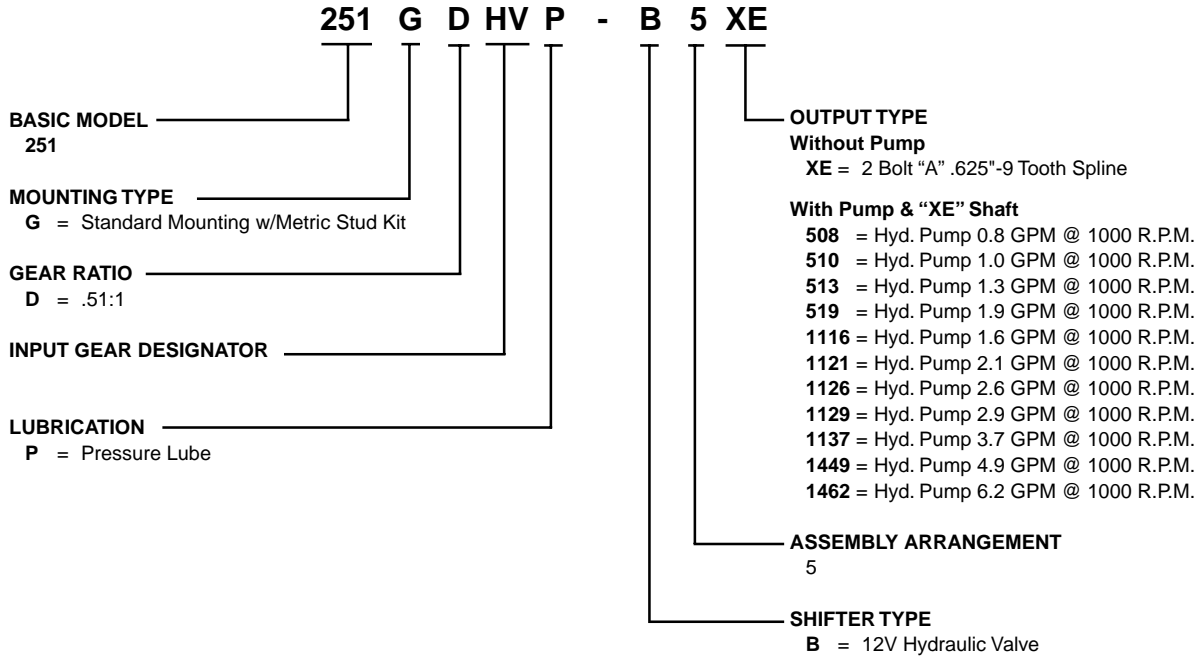 251 G D HV P - B 5 XE
BASIC MODEL
251
MOUNTING TYPE
G = Standard Mounting w/Metric Stud Kit
GEAR RATIO
D = .51:1
INPUT GEAR DESIGNATOR
LUBRICATION
P = Pressure Lube
OUTPUT TYPE
Without Pump
XE = 2 Bolt “A” .625"-9 Tooth Spline
With Pump & “XE” Shaft
508 = Hyd. Pump 0.8 GPM @ 1000 R.P.M.
510 = Hyd. Pump 1.0 GPM @ 1000 R.P.M.
513 = Hyd. Pump 1.3 GPM @ 1000 R.P.M.
519 = Hyd. Pump 1.9 GPM @ 1000 R.P.M.
1116 = Hyd. Pump 1.6 GPM @ 1000 R.P.M.
1121 = Hyd. Pump 2.1 GPM @ 1000 R.P.M.
1126 = Hyd. Pump 2.6 GPM @ 1000 R.P.M.
1129 = Hyd. Pump 2.9 GPM @ 1000 R.P.M.
1137 = Hyd. Pump 3.7 GPM @ 1000 R.P.M.
1449 = Hyd. Pump 4.9 GPM @ 1000 R.P.M.
1462 = Hyd. Pump 6.2 GPM @ 1000 R.P.M.
ASSEMBLY ARRANGEMENT
5
SHIFTER TYPE
B = 12V Hydraulic Valve